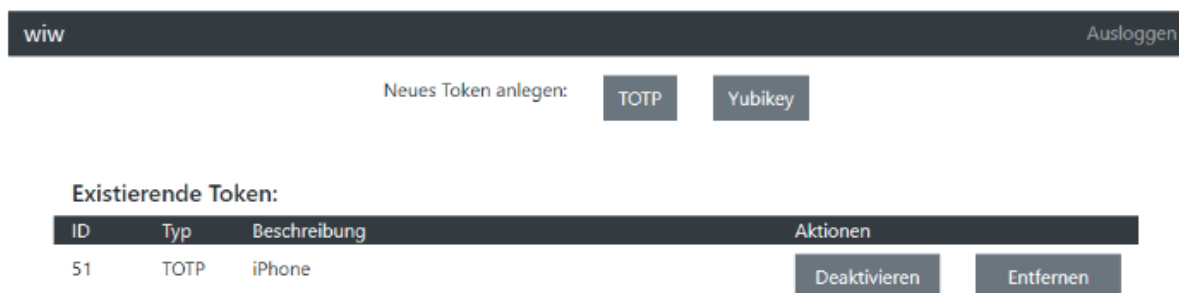 wiw Ausloggen
Neues Token anlegen: TOTP Yubikey
Existierende Token:
ID Typ Beschreibung Aktionen
51 TOTP iPhone Deaktivieren Entfernen